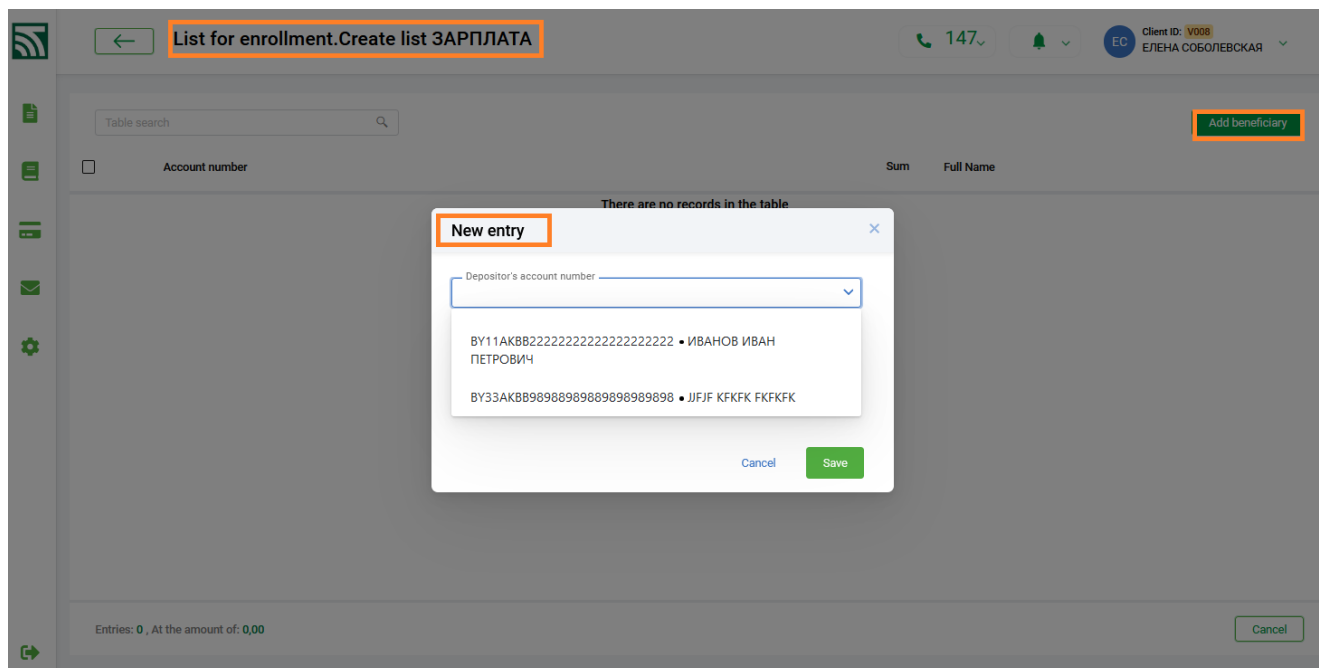 List for enrollment.Create list ЗАРПЛАТА
147
EC
Client ID: V008
ЕЛЕНА СОБОЛЕВСКАЯ
Table search
Add beneficiary
Account number
Sum
Full Name
There are no records in the table
New entry
Depositor's account number
BY11AKBB22222222222222222222 • ИВАНОВ ИВАН
ПЕТРОВИЧ
BY33AKBB98989898989898989898 • JJFJF KFKFK FKFKFK
Cancel
Save
Entries: 0 , At the amount of: 0,00
Cancel